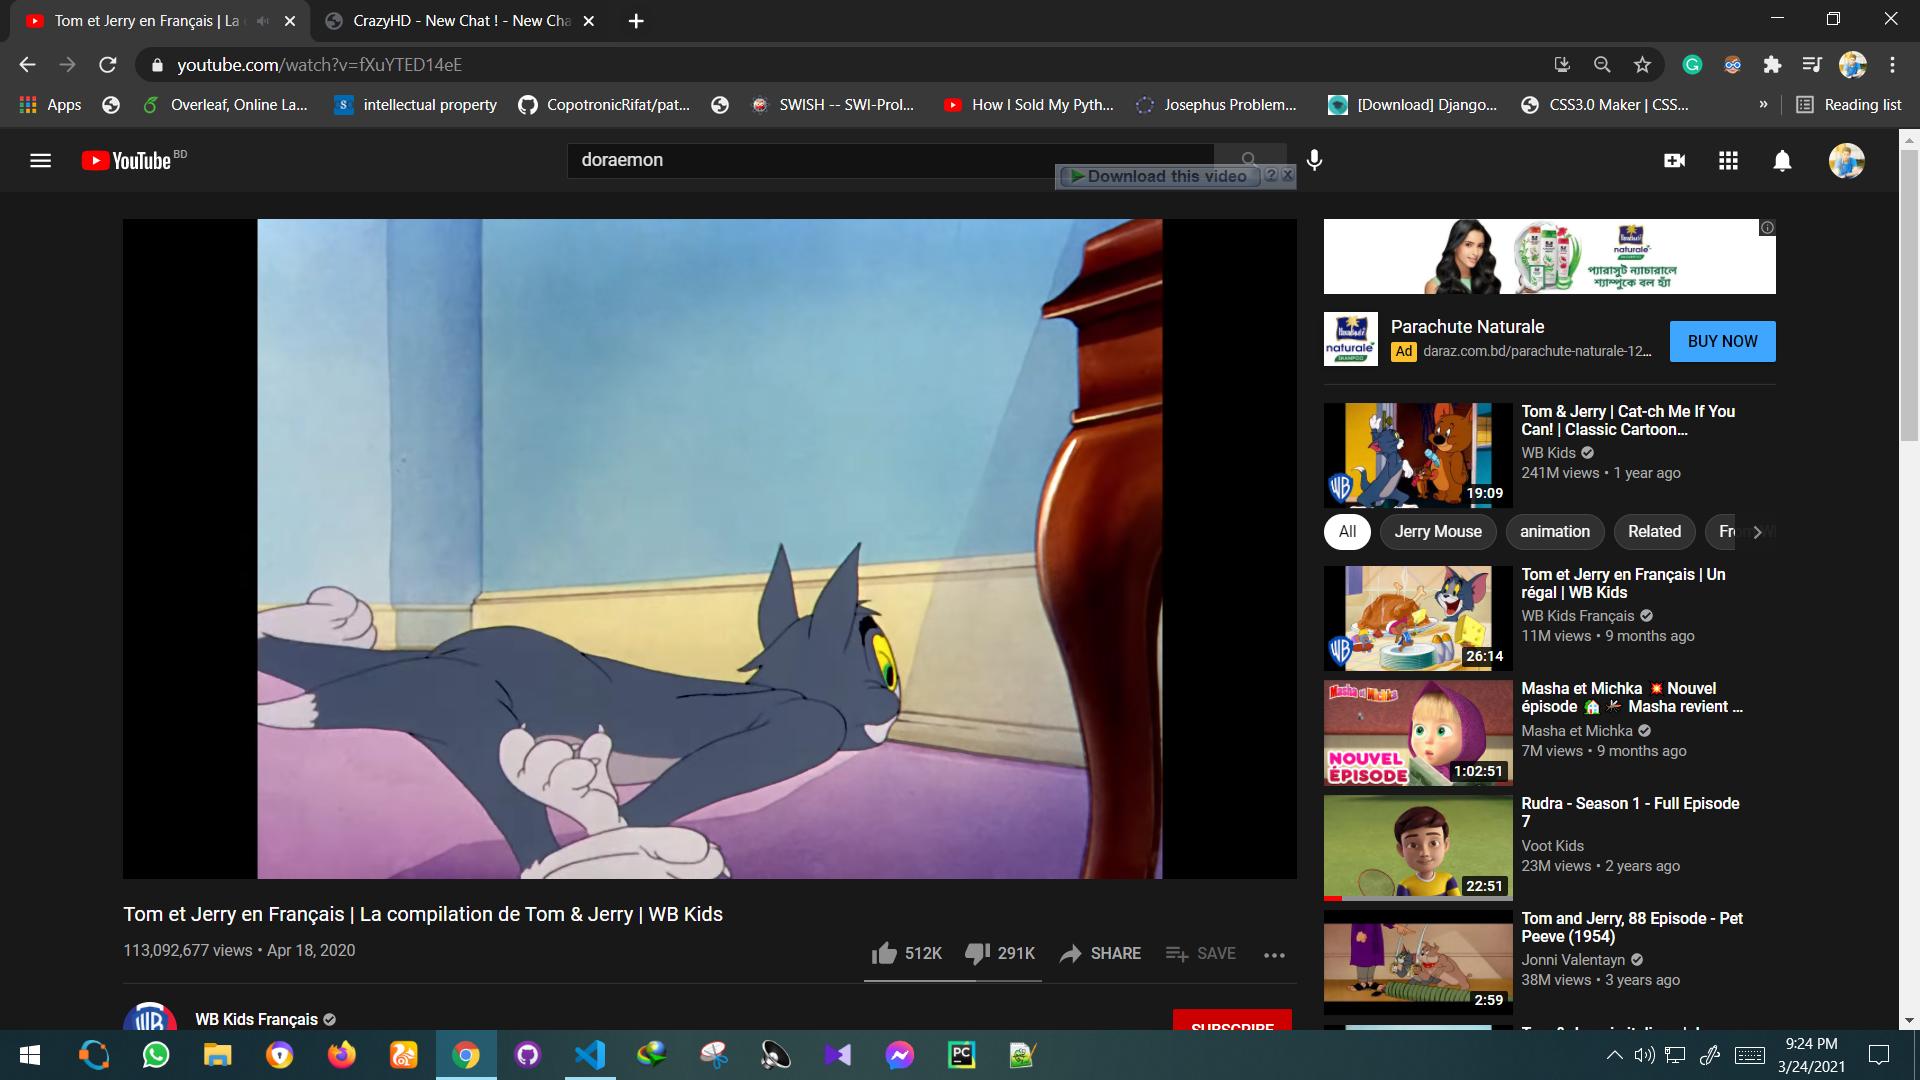 Tom et Jerry en Français | La
CrazyHD - New Chat ! - New Cha
youtube.com/watch?v=fXuYTED14eE
Apps
Overleaf, Online La...
intellectual property
CopotronicRifat/pat...
SWISH -- SWI-Prol...
How I Sold My Pyth...
Josephus Problem...
[Download] Django...
CSS3.0 Maker | CSS...
»
Reading list
YouTube BD
doraemon
Download this video
naturale
প্যারাসুট ন্যাচারালে
শ্যাম্পুকে বল হ্যাঁ
naturale
SHAMPOO
Parachute Naturale
Ad daraz.com.bd/parachute-naturale-12...
BUY NOW
Tom & Jerry | Cat-ch Me If You
Can! | Classic Cartoon...
WB Kids
241M views • 1 year ago
WB
19:09
All
Jerry Mouse
animation
Related
Tom et Jerry en Français | Un
régal | WB Kids
WB Kids Français
11M views • 9 months ago
WB
26:14
Masha et Michka 💥 Nouvel
épisode 🏠 🕷 Masha revient ...
Masha et Michka
7M views • 9 months ago
Masha et Michka
NOUVEL
ÉPISODE
1:02:51
Rudra - Season 1 - Full Episode
7
Voot Kids
23M views • 2 years ago
22:51
Tom and Jerry, 88 Episode - Pet
Peeve (1954)
Jonni Valentayn
38M views • 3 years ago
2:59
Tom et Jerry en Français | La compilation de Tom & Jerry | WB Kids
113,092,677 views • Apr 18, 2020
512K
291K
SHARE
SAVE
WB Kids Français
SUBSCRIBE
9:24 PM
3/24/2021